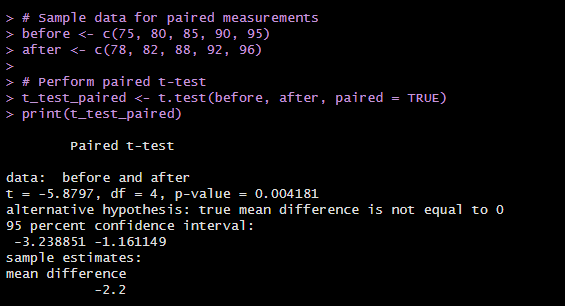 > # Sample data for paired measurements
> before <- c(75, 80, 85, 90, 95)
> after <- c(78, 82, 88, 92, 96)
>
> # Perform paired t-test
> t_test_paired <- t.test(before, after, paired = TRUE)
> print(t_test_paired)
Paired t-test
data:  before and after
t = -5.8797, df = 4, p-value = 0.004181
alternative hypothesis: true mean difference is not equal to 0
95 percent confidence interval:
-3.238851 -1.161149
sample estimates:
mean difference
-2.2